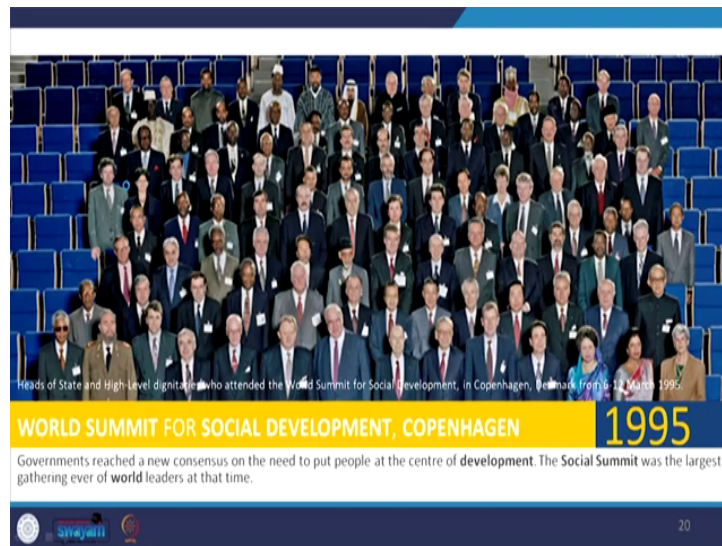 Heads of State and High-Level dignitaries who attended the World Summit for Social Development, in Copenhagen, Denmark from 6-12 March 1995.
WORLD SUMMIT FOR SOCIAL DEVELOPMENT, COPENHAGEN
1995
Governments reached a new consensus on the need to put people at the centre of development. The Social Summit was the largest
gathering ever of world leaders at that time.
swayam
20